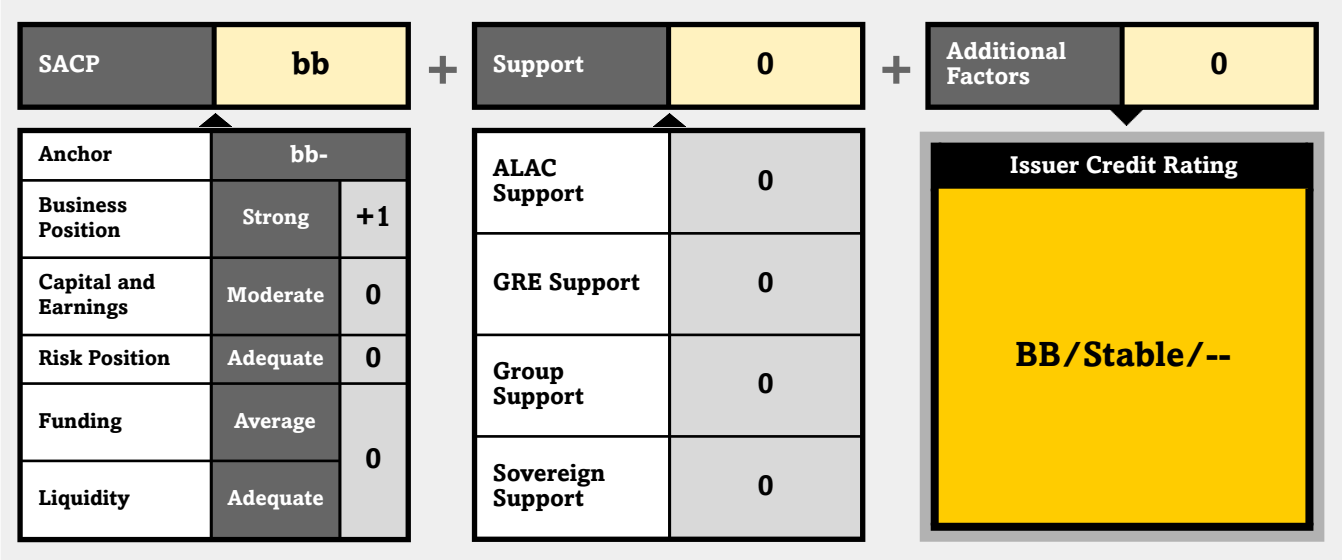 SACP
bb
+
Support
0
+
Additional
Factors
0
Anchor
bb-
Business
Position
Strong
+1
Capital and
Earnings
Moderate
0
Risk Position
Adequate
0
Funding
Average
0
Liquidity
Adequate
ALAC
Support
0
GRE Support
0
Group
Support
0
Sovereign
Support
0
Issuer Credit Rating
BB/Stable/--